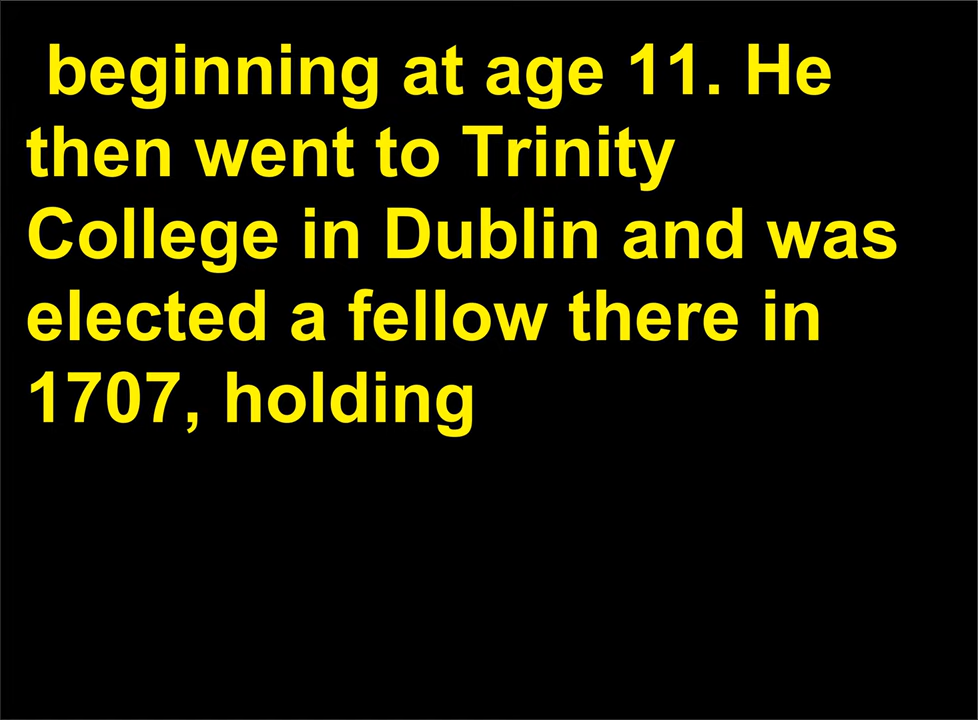 beginning at age 11. He
then went to Trinity
College in Dublin and was
elected a fellow there in
1707, holding